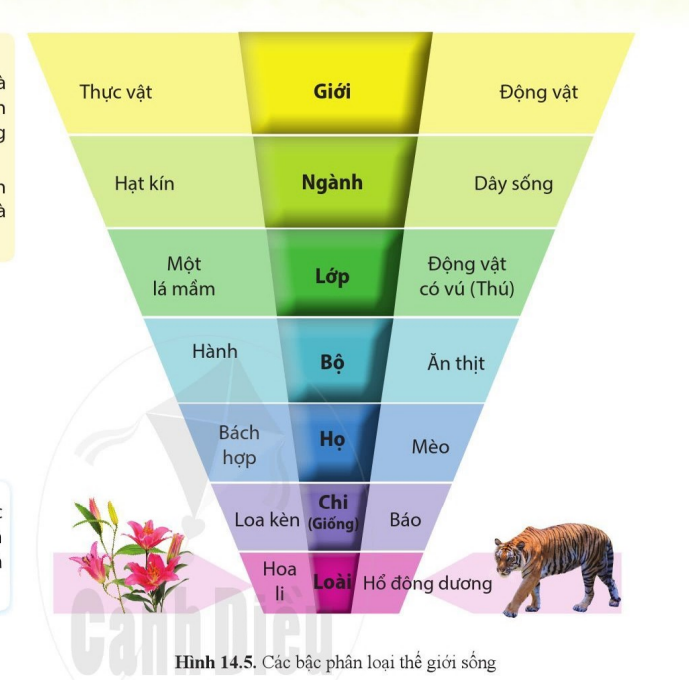 Thực vật Giới Động vật
Hạt kín Ngành Dây sống
Một
lá mầm
Lớp
Động vật
có vú (Thú)
Hành Bộ Ăn thịt
Bách
hợp
Họ Mèo
Loa kèn
Chi
(Giống)
Báo
Hoa
li
Loài Hổ đông dương
Cánh Diều
Hình 14.5. Các bậc phân loại thế giới sống